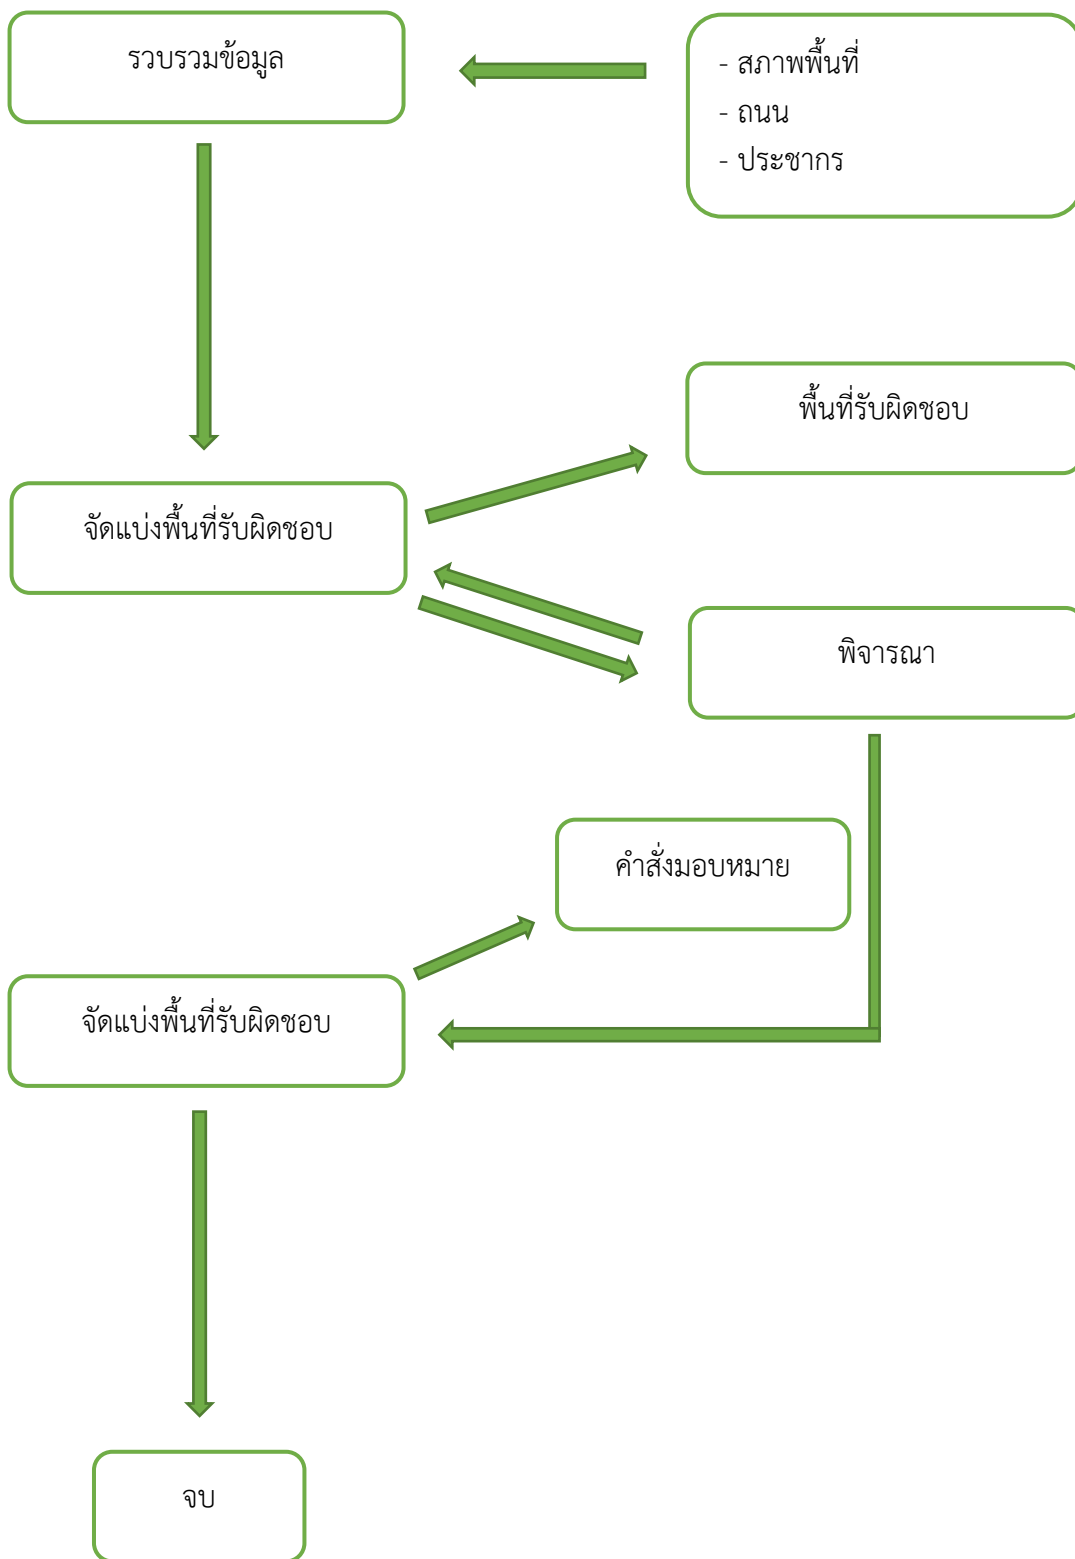 รวบรวมข้อมูล
- สภาพพื้นที่
- ถนน
- ประชากร
พื้นที่รับผิดชอบ
จัดแบ่งพื้นที่รับผิดชอบ
พิจารณา
คำสั่งมอบหมาย
จัดแบ่งพื้นที่รับผิดชอบ
จบ